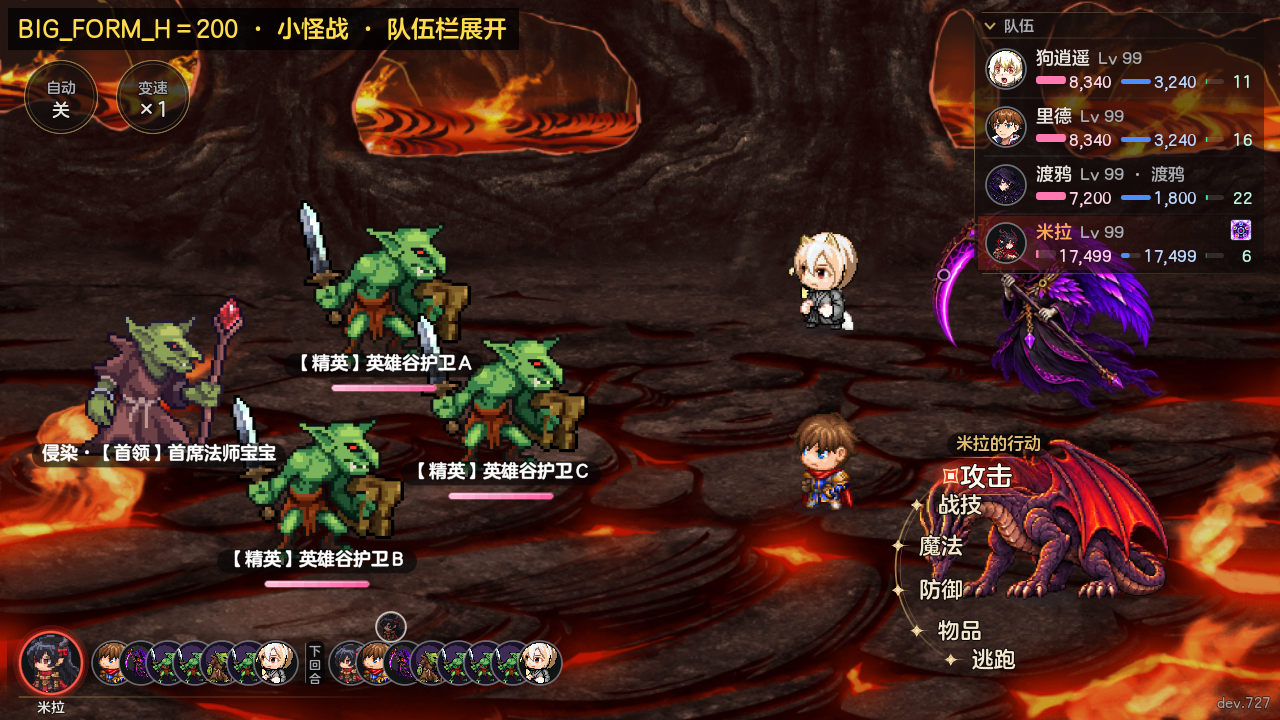 BIG_FORM_H=200 · 小怪战 · 队伍栏展开
自动
关
变速
×1
队伍
狗逍遥 Lv 99
8,340 3,240 11
里德 Lv 99
8,340 3,240 16
渡鸦 Lv 99 · 渡鸦
7,200 1,800 22
米拉 Lv 99
17,499 17,499 6
【精英】英雄谷护卫A
侵染·【首领】首席法师宝宝
【精英】英雄谷护卫C
【精英】英雄谷护卫B
米拉的行动
攻击
战技
魔法
防御
物品
逃跑
下回合
米拉
dev.727